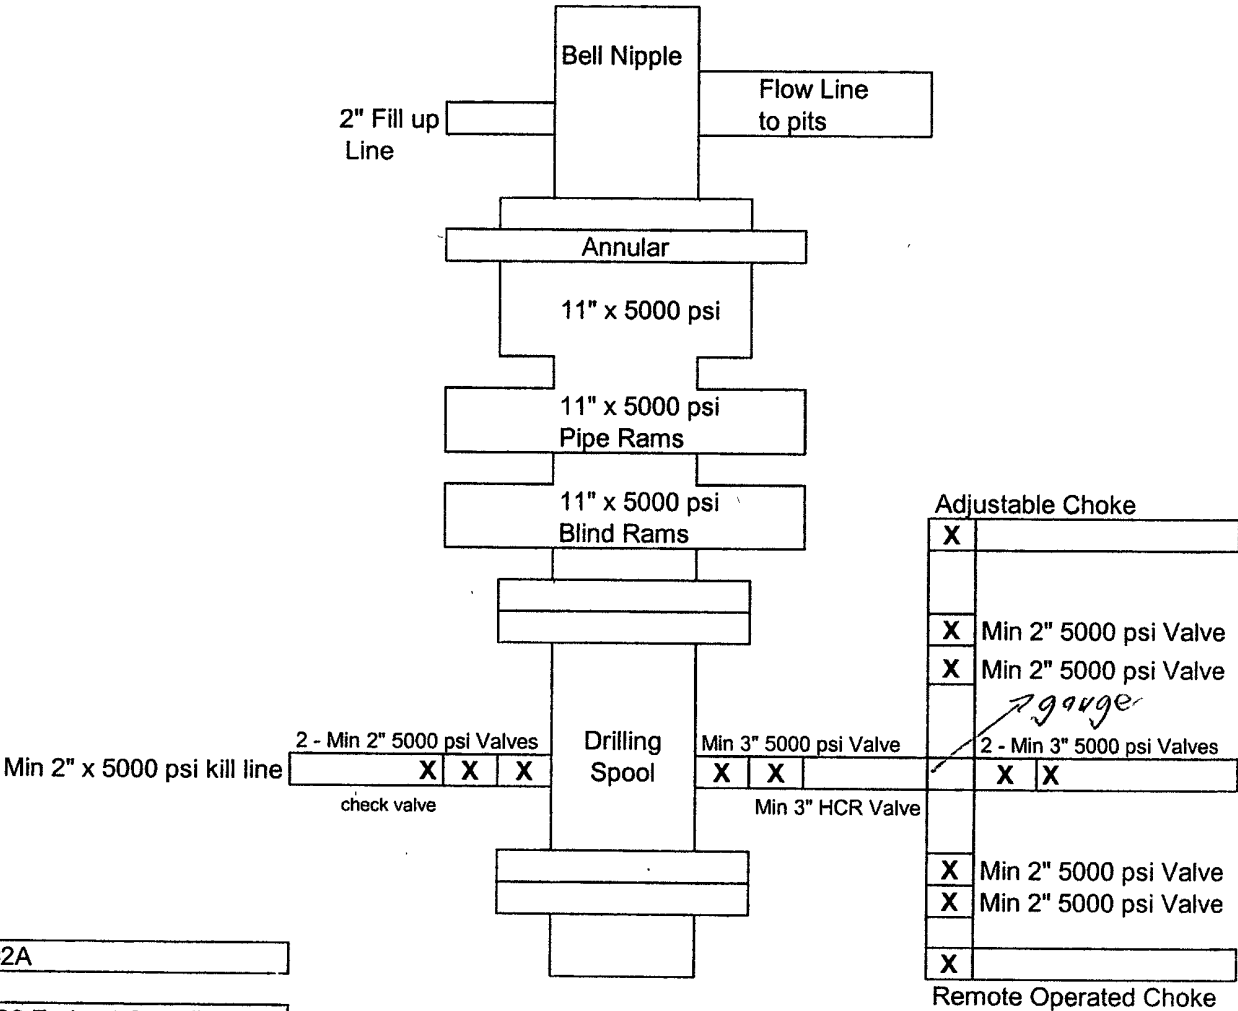 Bell Nipple
Flow Line
to pits
2" Fill up
Line
Annular
11" x 5000 psi
11" x 5000 psi
Pipe Rams
11" x 5000 psi
Blind Rams
Adjustable Choke
X
X Min 2" 5000 psi Valve
X Min 2" 5000 psi Valve
gauge
2 - Min 2" 5000 psi Valves
Drilling
Spool
Min 3" 5000 psi Valve
2 - Min 3" 5000 psi Valves
Min 2" x 5000 psi kill line
X X X
X X
X X
check valve
Min 3" HCR Valve
X Min 2" 5000 psi Valve
X Min 2" 5000 psi Valve
X
Remote Operated Choke
2A